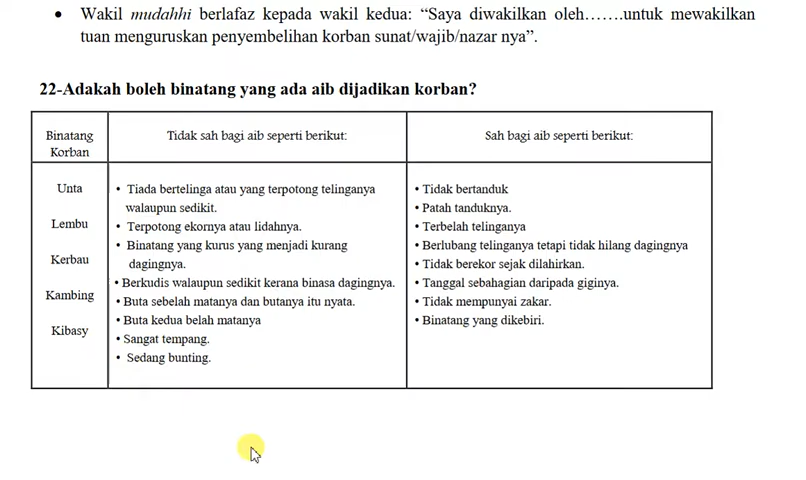 • Wakil mudahhi berlafaz kepada wakil kedua: “Saya diwakilkan oleh…….untuk mewakilkan
tuan menguruskan penyembelihan korban sunat/wajib/nazar nya”.
22-Adakah boleh binatang yang ada aib dijadikan korban?
Binatang
Korban
Tidak sah bagi aib seperti berikut:
Sah bagi aib seperti berikut:
Unta
Lembu
Kerbau
Kambing
Kibasy
• Tiada bertelinga atau yang terpotong telinganya
walaupun sedikit.
• Terpotong ekornya atau lidahnya.
• Binatang yang kurus yang menjadi kurang
dagingnya.
• Berkudis walaupun sedikit kerana binasa dagingnya.
• Buta sebelah matanya dan butanya itu nyata.
• Buta kedua belah matanya
• Sangat tempang.
• Sedang bunting.
• Tidak bertanduk
• Patah tanduknya.
• Terbelah telinganya
• Berlubang telinganya tetapi tidak hilang dagingnya
• Tidak berekor sejak dilahirkan.
• Tanggal sebahagian daripada giginya.
• Tidak mempunyai zakar.
• Binatang yang dikebiri.